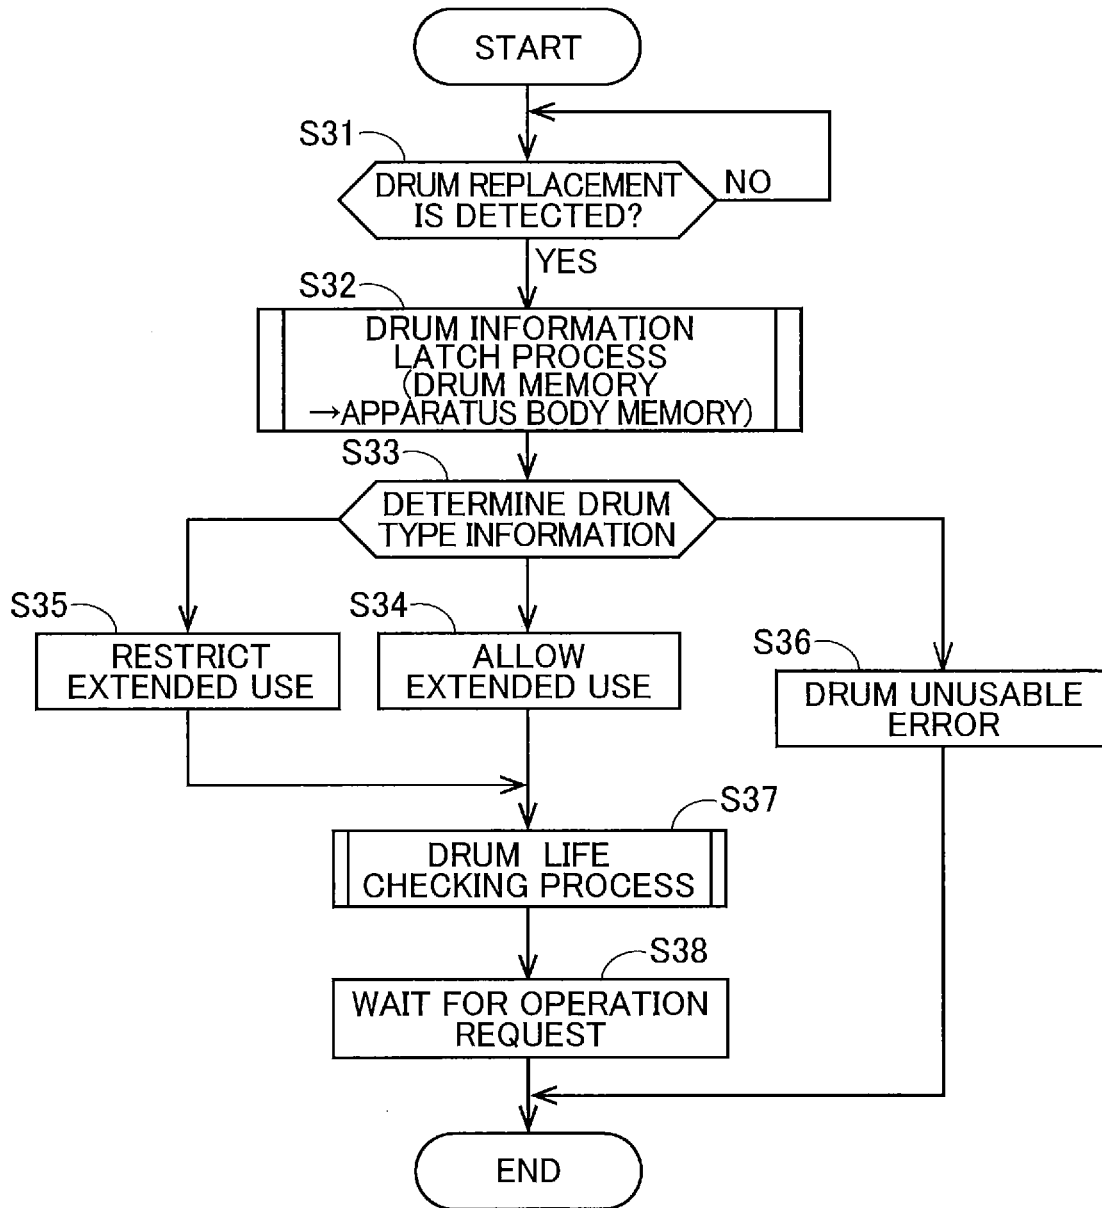 START
S31
DRUM REPLACEMENT
IS DETECTED?
NO
YES
S32
DRUM INFORMATION
LATCH PROCESS
(DRUM MEMORY
→APPARATUS BODY MEMORY)
S33
DETERMINE DRUM
TYPE INFORMATION
S35
RESTRICT
EXTENDED USE
S34
ALLOW
EXTENDED USE
S36
DRUM UNUSABLE
ERROR
S37
DRUM LIFE
CHECKING PROCESS
S38
WAIT FOR OPERATION
REQUEST
END